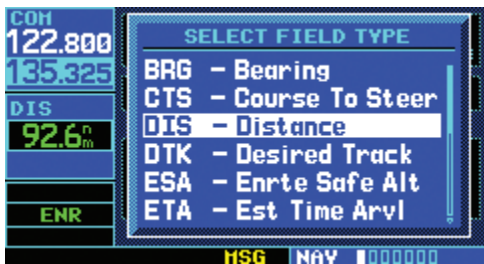 COM
122.800
135.325
DIS
92.6nm
ENR
SELECT FIELD TYPE
BRG - Bearing
CTS - Course To Steer
DIS - Distance
DTK - Desired Track
ESA - Enrte Safe Alt
ETA - Est Time Arvl
MSG NAV